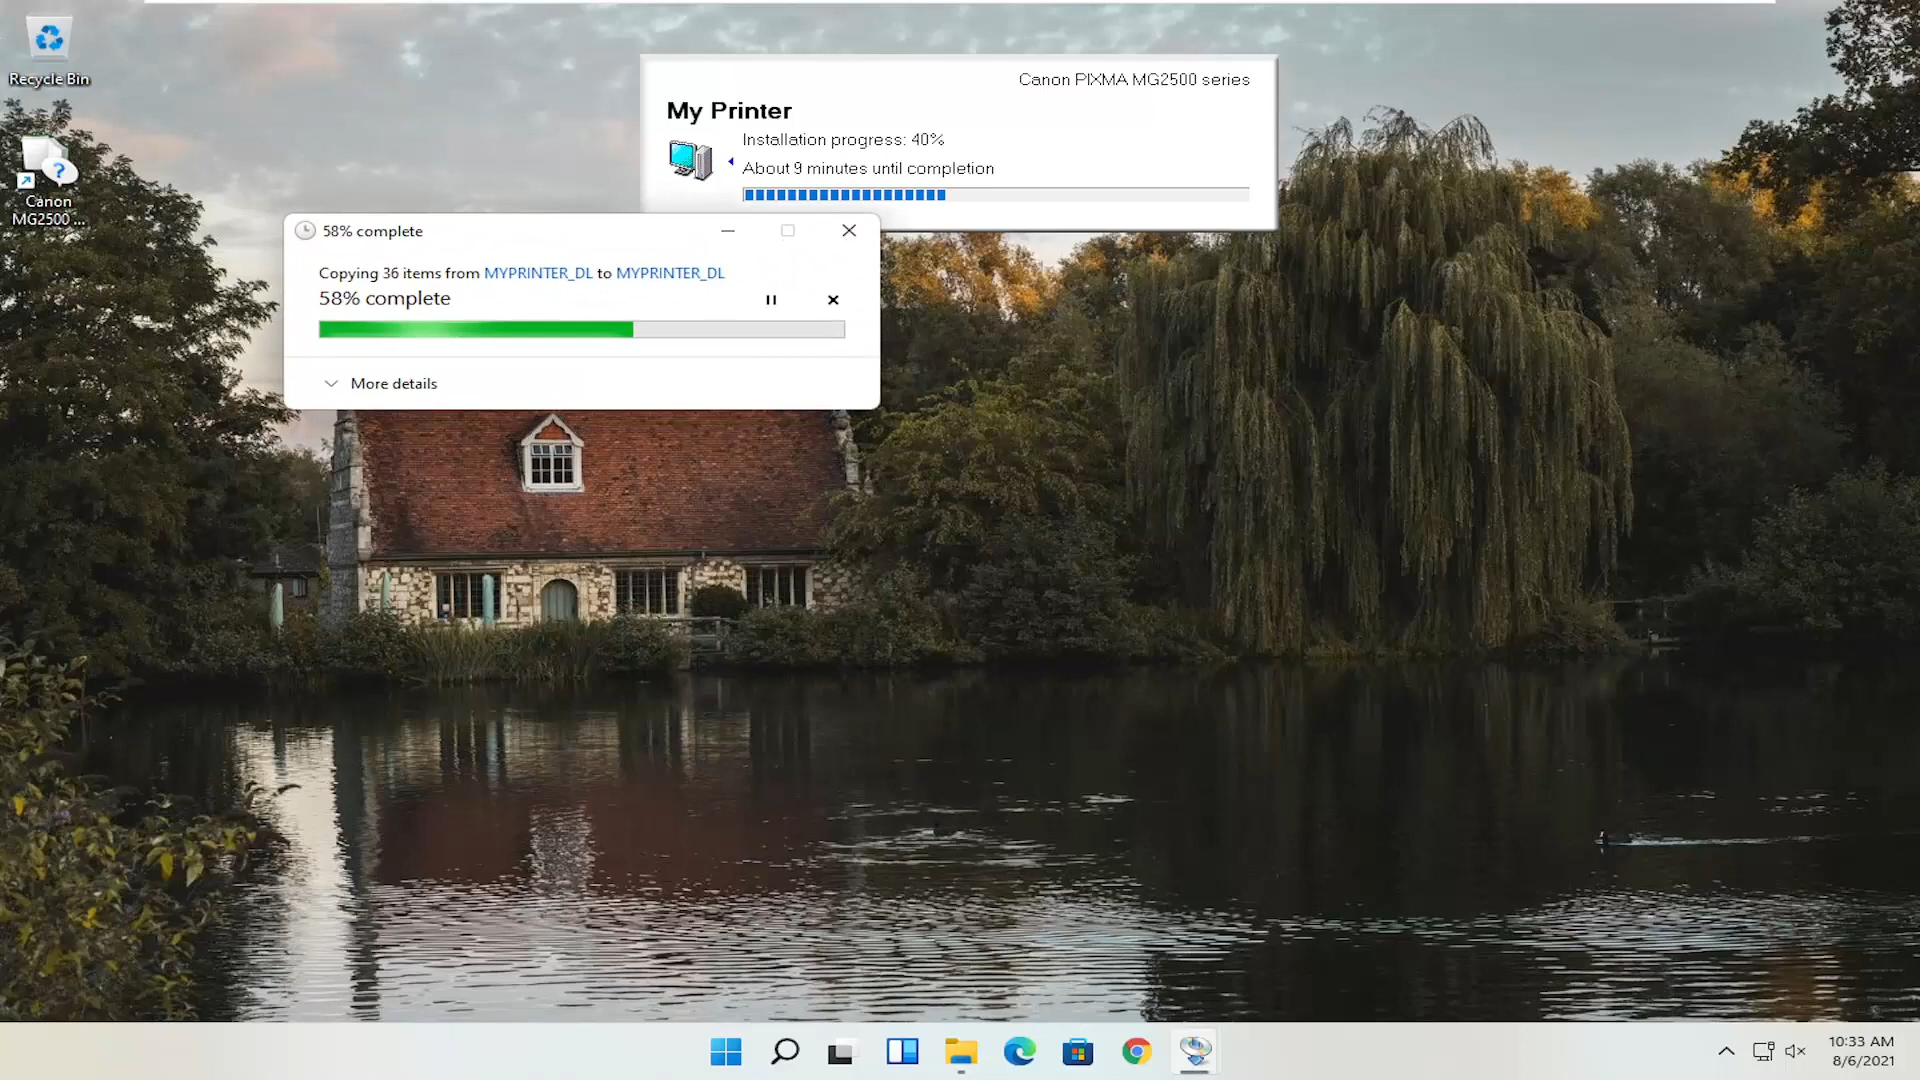 Recycle Bin
Canon
MG2500 ...
Canon PIXMA MG2500 series
My Printer
Installation progress: 40%
About 9 minutes until completion
58% complete
Copying 36 items from MYPRINTER_DL to MYPRINTER_DL
58% complete
More details
10:33 AM
8/6/2021